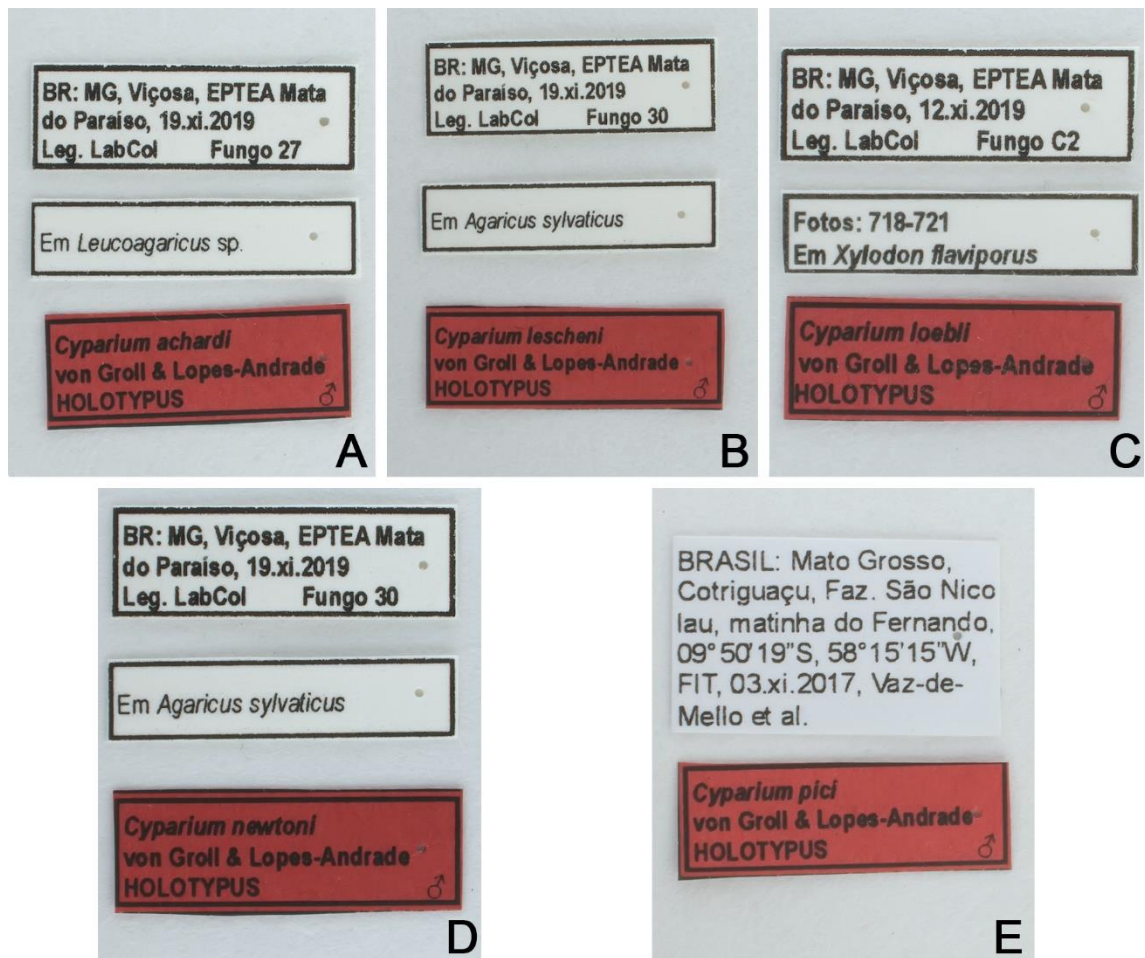 BR: MG, Viçosa, EPTEA Mata
do Paraíso, 19.xi.2019
Leg. LabCol Fungo 27
Em Leucoagaricus sp.
Cyparium achardi
von Groll & Lopes-Andrade
HOLOTYPUS ♂
A
BR: MG, Viçosa, EPTEA Mata
do Paraíso, 19.xi.2019
Leg. LabCol Fungo 30
Em Agaricus sylvaticus
Cyparium lescheni
von Groll & Lopes-Andrade
HOLOTYPUS ♂
B
BR: MG, Viçosa, EPTEA Mata
do Paraíso, 12.xi.2019
Leg. LabCol Fungo C2
Fotos: 718-721
Em Xylodon flaviporus
Cyparium loebli
von Groll & Lopes-Andrade
HOLOTYPUS ♂
C
BR: MG, Viçosa, EPTEA Mata
do Paraíso, 19.xi.2019
Leg. LabCol Fungo 30
Em Agaricus sylvaticus
Cyparium newtoni
von Groll & Lopes-Andrade
HOLOTYPUS ♂
D
BRASIL: Mato Grosso,
Cotriguaçu, Faz. São Nico
lau, matinha do Fernando,
09°50'19"S, 58°15'15"W,
FIT, 03.xi.2017, Vaz-de-
Mello et al.
Cyparium pici
von Groll & Lopes-Andrade
HOLOTYPUS ♂
E